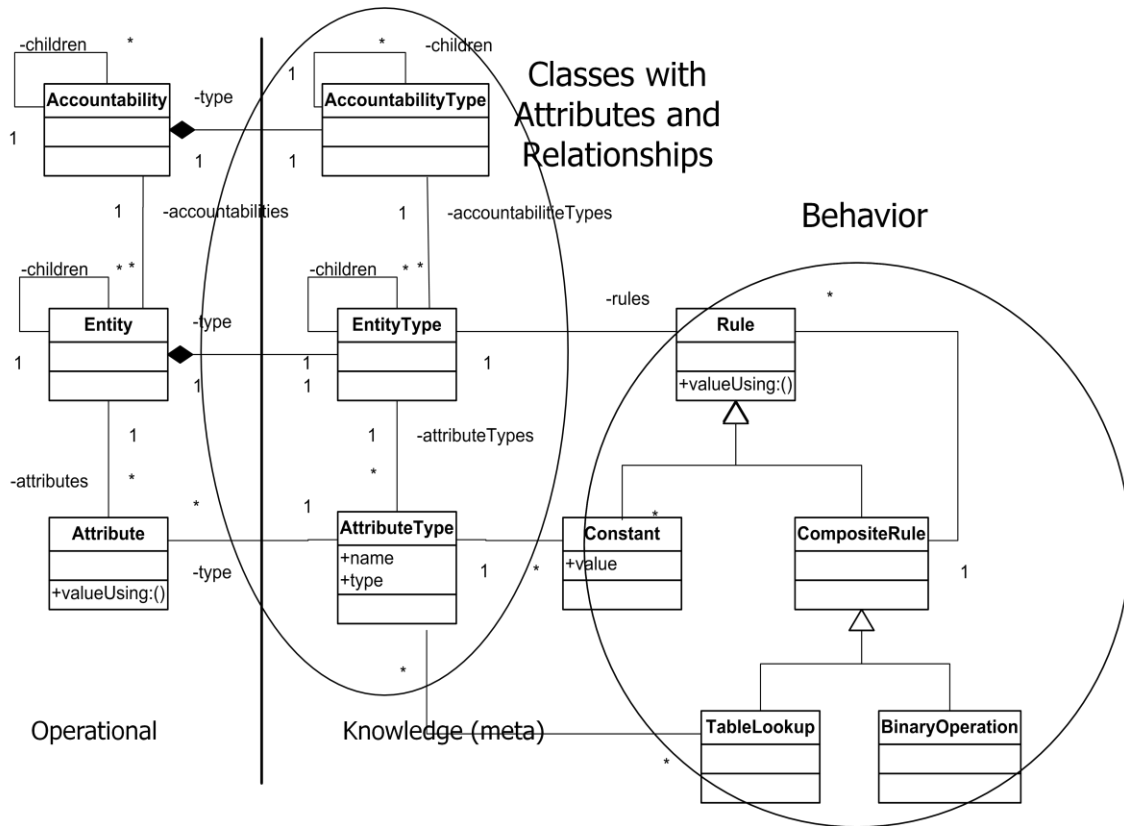 -children
*
*
-children
1
Classes with
Attributes and
Relationships
Accountability
-type
AccountabilityType
1
1
1
1
-accountabilities
1
-accountabilitieTypes
Behavior
-children
* *
-children
* *
-rules
*
Entity
-type
EntityType
Rule
1
1
1
1
1
1
+valueUsing:()
1
-attributeTypes
1
-attributes
*
*
*
1
*
Attribute
AttributeType
Constant
CompositeRule
+name
+value
+type
+valueUsing:()
-type
1
*
1
*
Operational
Knowledge (meta)
TableLookup
BinaryOperation
*